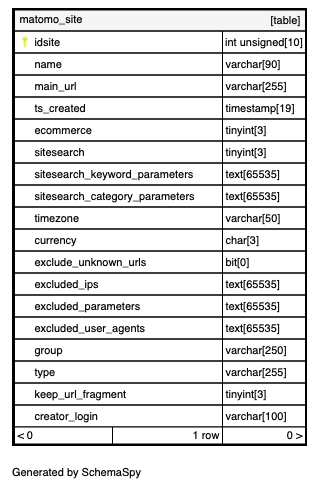 matomo_site [table]
idsite int unsigned[10]
name varchar[90]
main_url varchar[255]
ts_created timestamp[19]
ecommerce tinyint[3]
sitesearch tinyint[3]
sitesearch_keyword_parameters text[65535]
sitesearch_category_parameters text[65535]
timezone varchar[50]
currency char[3]
exclude_unknown_urls bit[0]
excluded_ips text[65535]
excluded_parameters text[65535]
excluded_user_agents text[65535]
group varchar[250]
type varchar[255]
keep_url_fragment tinyint[3]
creator_login varchar[100]
< 0 1 row 0 >
Generated by SchemaSpy